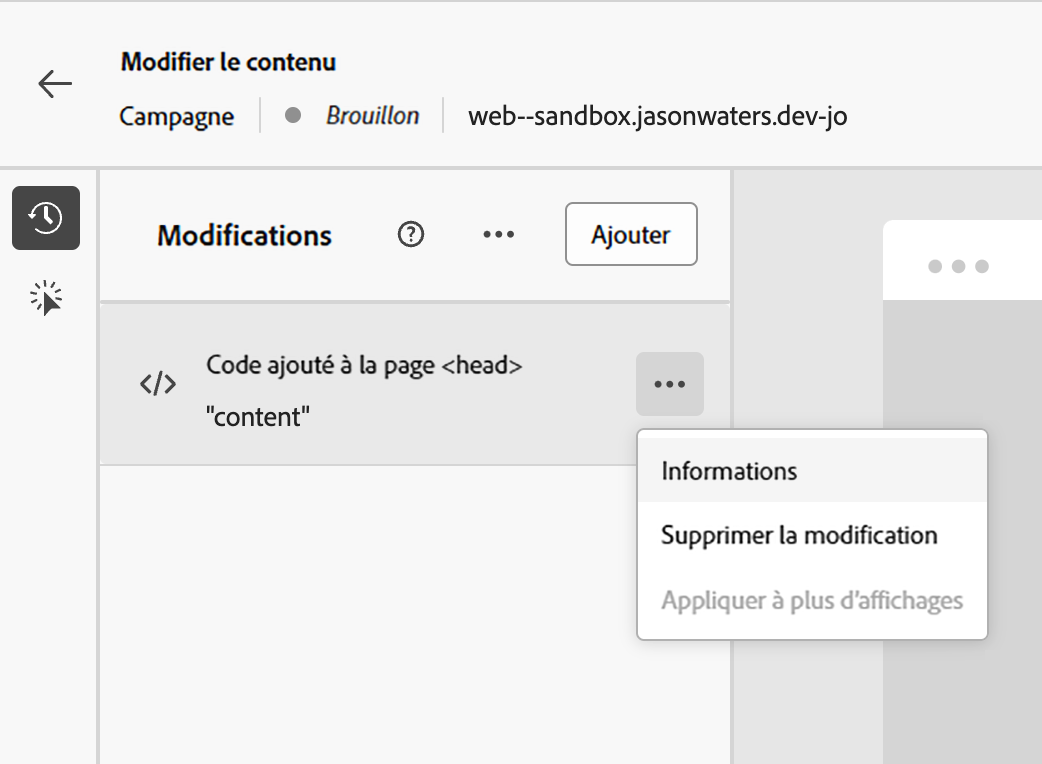 Modifier le contenu
Campagne Brouillon web--sandbox.jasonwaters.dev-jo
Modifications Ajouter
Code ajouté à la page <head>
"content"
Informations
Supprimer la modification
Appliquer à plus d'affichages